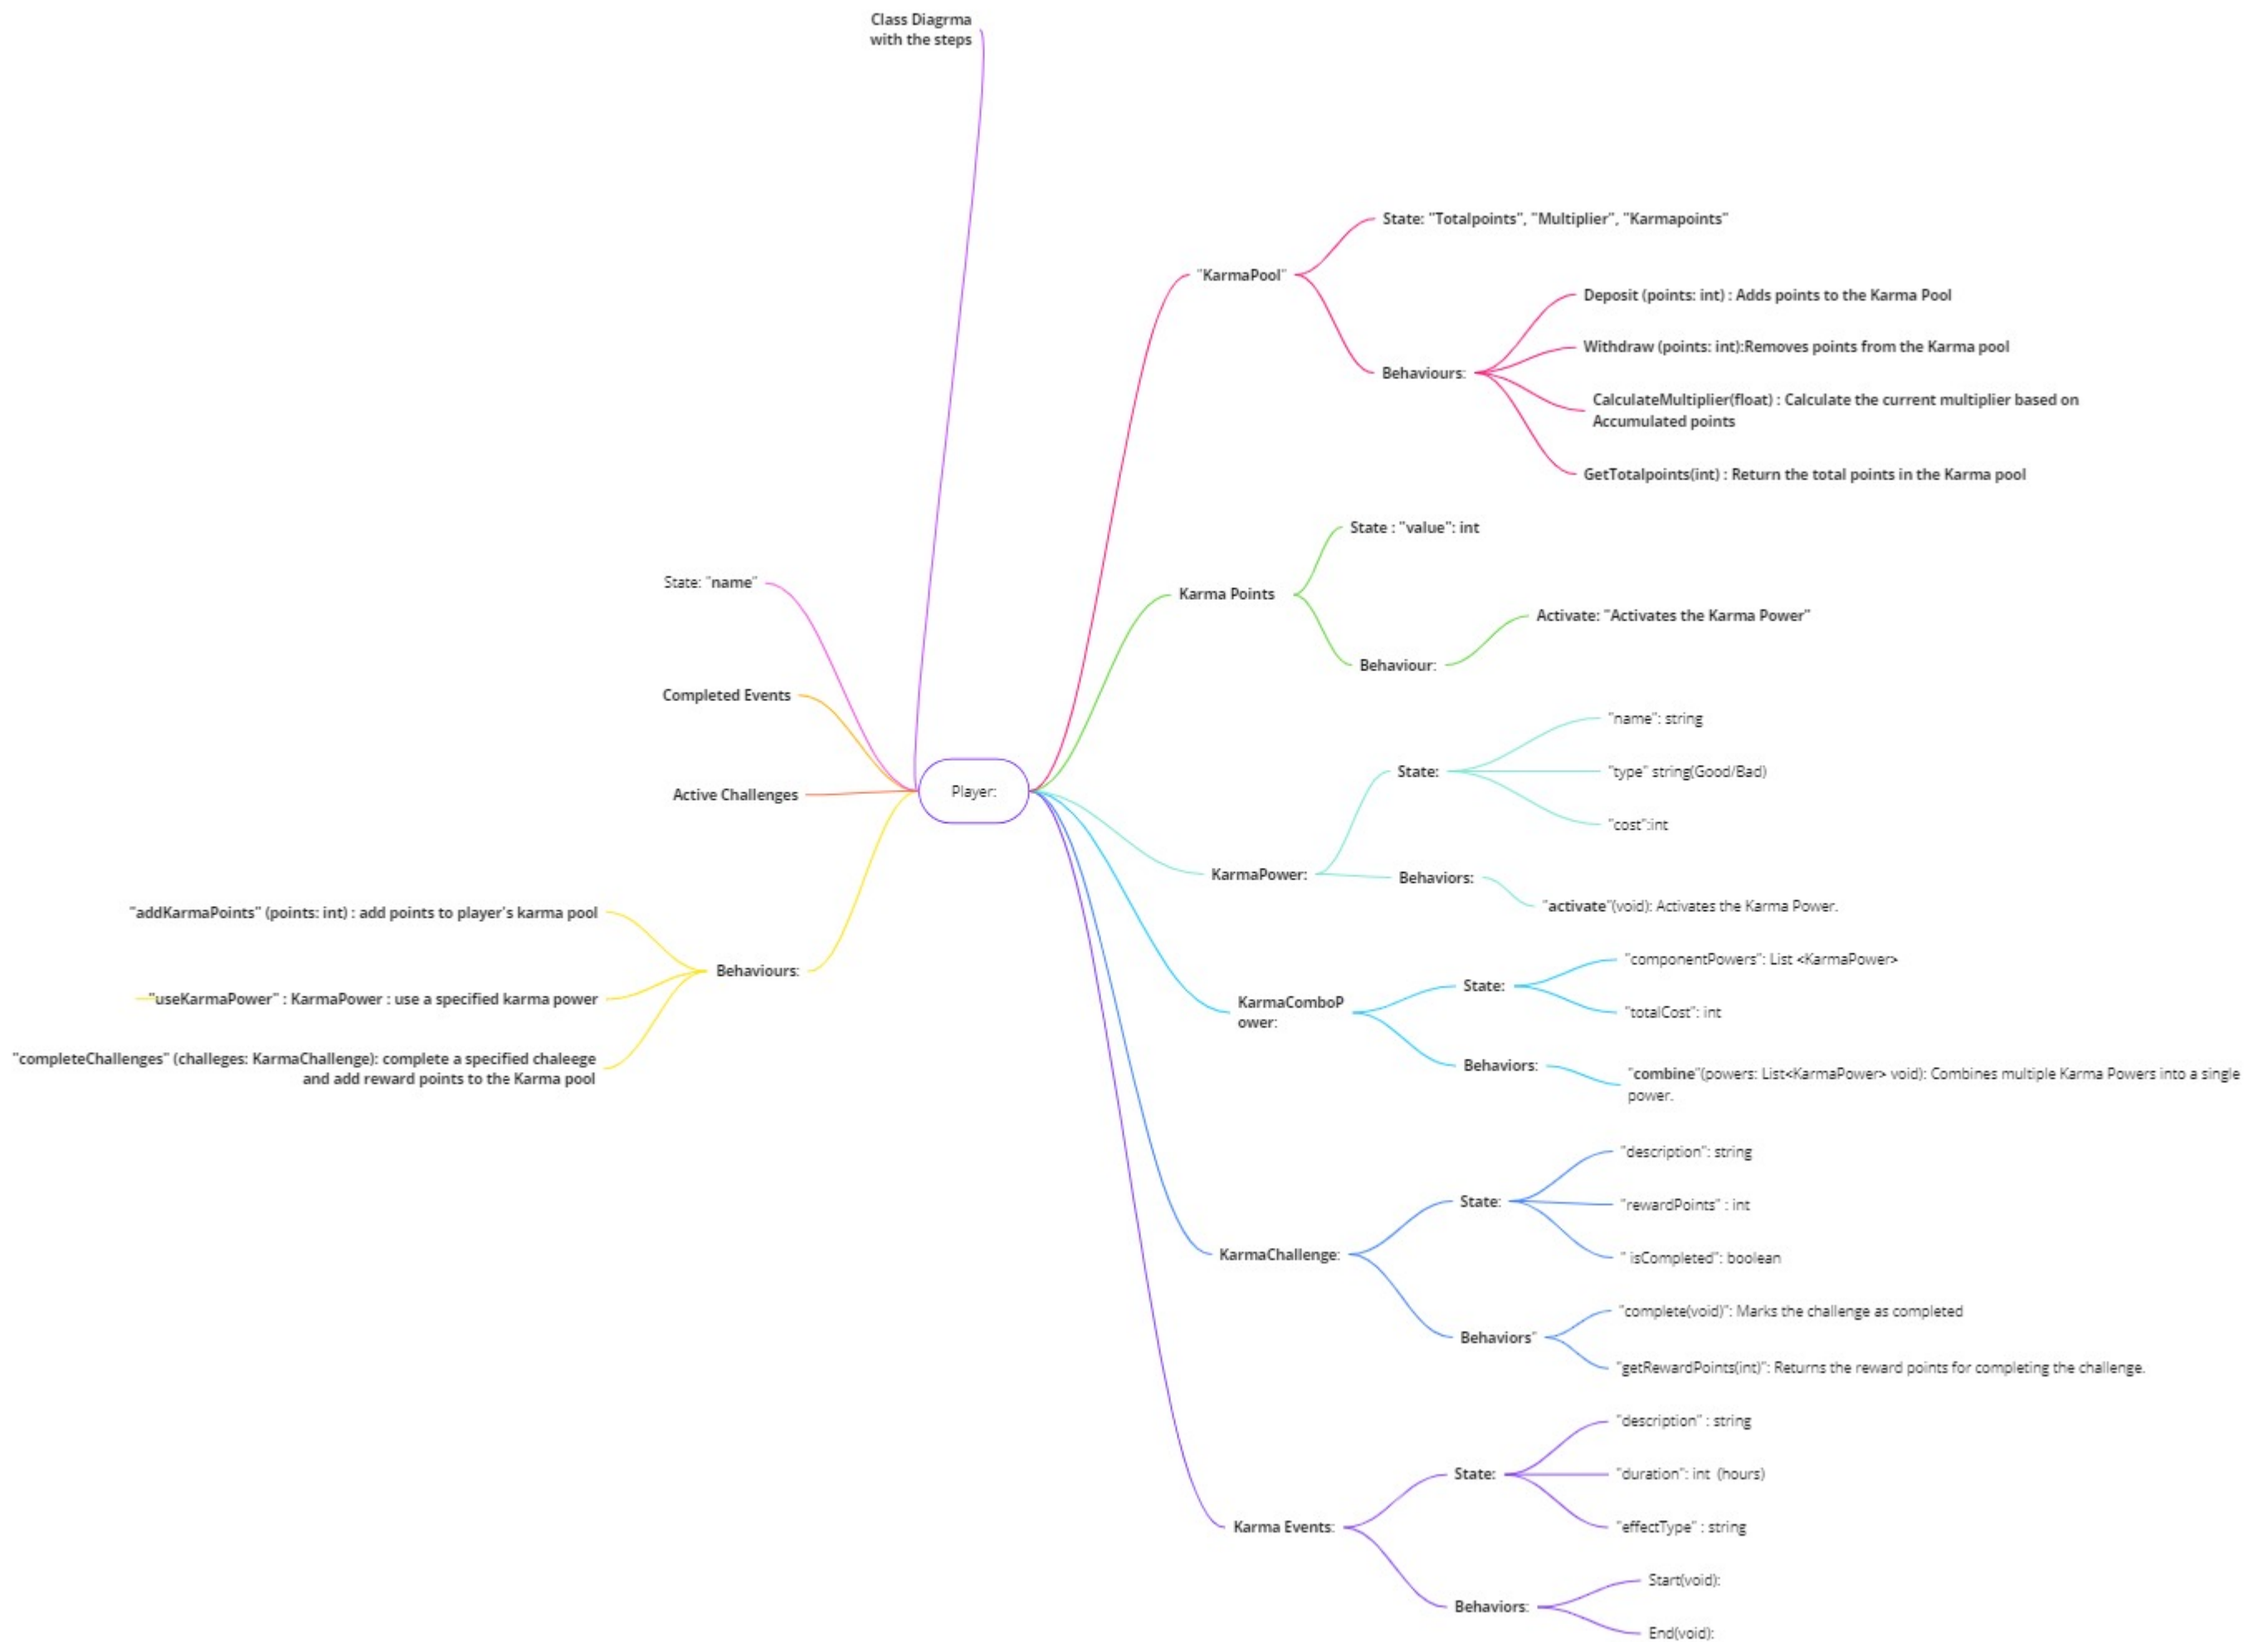 Class Diagrma
with the steps
State: "name"
Completed Events
Active Challenges
Player:
Behaviours:
"addKarmaPoints" (points: int) : add points to player's karma pool
"useKarmaPower" : KarmaPower : use a specified karma power
"completeChallenges" (challeges: KarmaChallenge): complete a specified chaleege
and add reward points to the Karma pool
"KarmaPool"
State: "Totalpoints", "Multiplier", "Karmapoints"
Behaviours:
Deposit (points: int) : Adds points to the Karma Pool
Withdraw (points: int):Removes points from the Karma pool
CalculateMultiplier(float) : Calculate the current multiplier based on
Accumulated points
GetTotalpoints(int) : Return the total points in the Karma pool
Karma Points
State : "value": int
Behaviour:
Activate: "Activates the Karma Power"
KarmaPower:
State:
"name": string
"type" string(Good/Bad)
"cost":int
Behaviors:
"activate"(void): Activates the Karma Power.
KarmaComboP
ower:
State:
"componentPowers": List <KarmaPower>
"totalCost": int
Behaviors:
"combine"(powers: List<KarmaPower> void): Combines multiple Karma Powers into a single
power.
KarmaChallenge:
State:
"description": string
"rewardPoints" : int
" isCompleted": boolean
Behaviors"
"complete(void)": Marks the challenge as completed
"getRewardPoints(int)": Returns the reward points for completing the challenge.
Karma Events:
State:
"description" : string
"duration": int (hours)
"effectType" : string
Behaviors:
Start(void):
End(void):